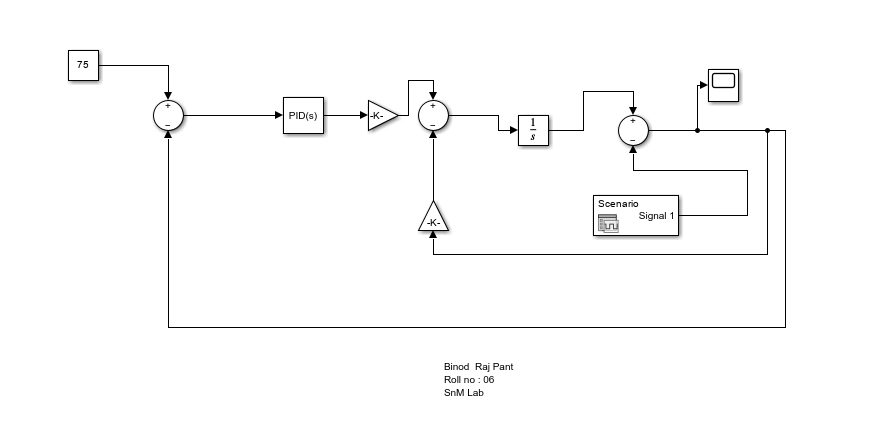 75
+
−
PID(s)
-K-
+
−
1
s
+
−
-K-
Scenario
Signal 1
Binod  Raj Pant
Roll no : 06
SnM Lab